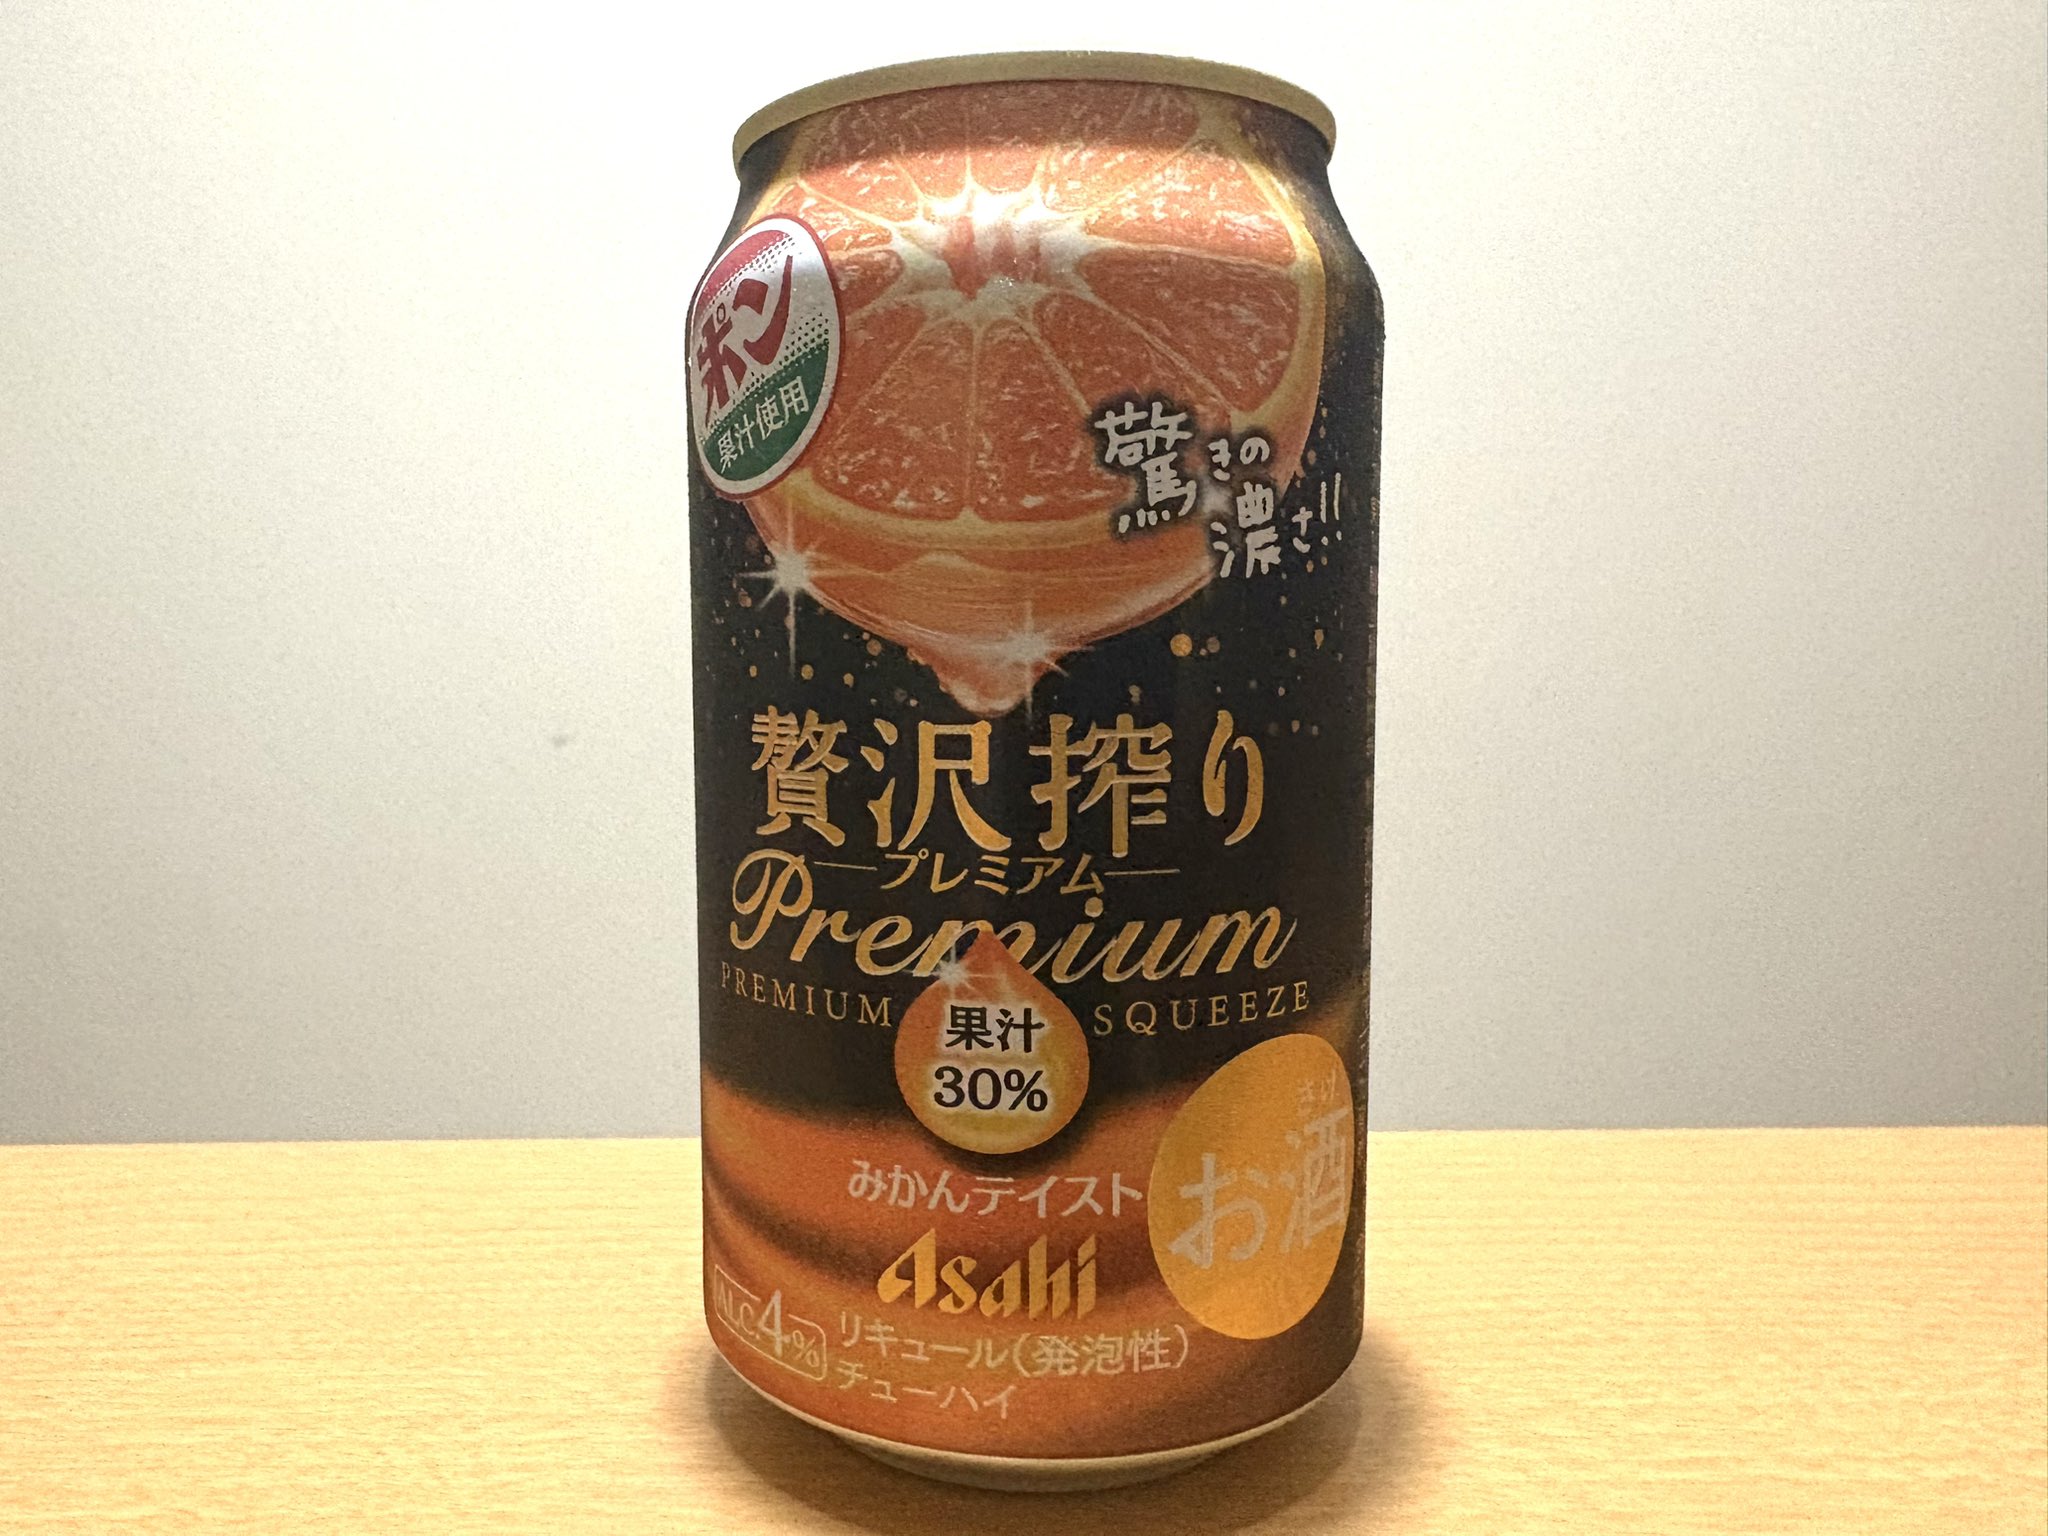 ポン
果汁使用
驚きの
濃さ!!
贅沢搾り
プレミアム
Premium
PREMIUM SQUEEZE
果汁
30%
みかんテイスト
お酒
Asahi
ALC.4%
リキュール(発泡性)
チューハイ